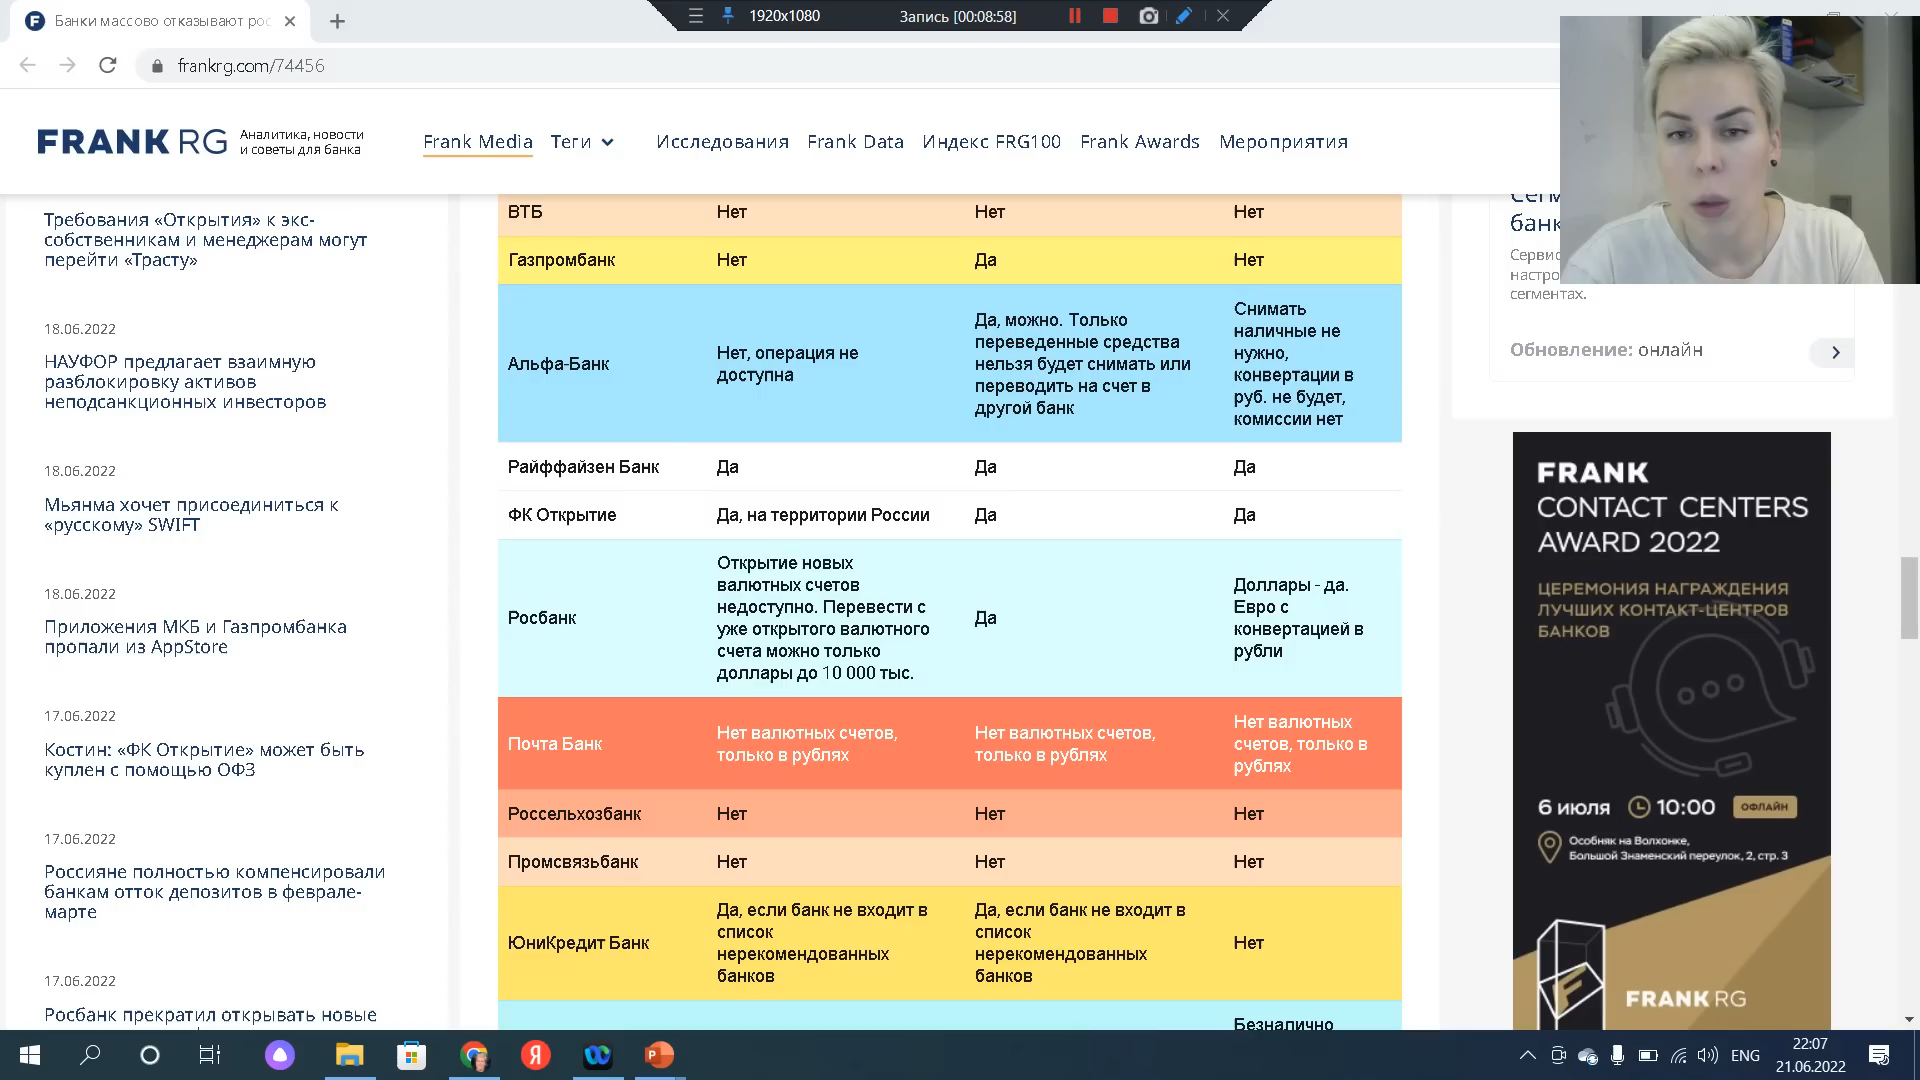 Банки массово отказывают рос
1920x1080
Запись [00:08:58]
frankrg.com/74456
FRANK RG
Аналитика, новости
и советы для банка
Frank Media
Теги
Исследования
Frank Data
Индекс FRG100
Frank Awards
Мероприятия
Требования «Открытия» к экс-
собственникам и менеджерам могут
перейти «Трасту»
18.06.2022
НАУФОР предлагает взаимную
разблокировку активов
неподсанкционных инвесторов
18.06.2022
Мьянма хочет присоединиться к
«русскому» SWIFT
18.06.2022
Приложения МКБ и Газпромбанка
пропали из AppStore
17.06.2022
Костин: «ФК Открытие» может быть
куплен с помощью ОФЗ
17.06.2022
Россияне полностью компенсировали
банкам отток депозитов в феврале-
марте
17.06.2022
Росбанк прекратил открывать новые
ВТБ
Нет
Нет
Нет
Газпромбанк
Нет
Да
Нет
Альфа-Банк
Нет, операция не
доступна
Да, можно. Только
переведенные средства
нельзя будет снимать или
переводить на счет в
другой банк
Снимать
наличные не
нужно,
конвертации в
руб. не будет,
комиссии нет
Райффайзен Банк
Да
Да
Да
ФК Открытие
Да, на территории России
Да
Да
Росбанк
Открытие новых
валютных счетов
недоступно. Перевести с
уже открытого валютного
счета можно только
доллары до 10 000 тыс.
Да
Доллары - да.
Евро с
конвертацией в
рубли
Почта Банк
Нет валютных счетов,
только в рублях
Нет валютных счетов,
только в рублях
Нет валютных
счетов, только в
рублях
Россельхозбанк
Нет
Нет
Нет
Промсвязьбанк
Нет
Нет
Нет
ЮниКредит Банк
Да, если банк не входит в
список
нерекомендованных
банков
Да, если банк не входит в
список
нерекомендованных
банков
Нет
Безналично
банк
Сервис
настро
сегментах.
Обновление: онлайн
FRANK
CONTACT CENTERS
AWARD 2022
ЦЕРЕМОНИЯ НАГРАЖДЕНИЯ
ЛУЧШИХ КОНТАКТ-ЦЕНТРОВ
БАНКОВ
6 июля
10:00
ОФЛАЙН
Особняк на Волхонке,
Большой Знаменский переулок, 2, стр. 3
FRANK RG
ENG
22:07
21.06.2022